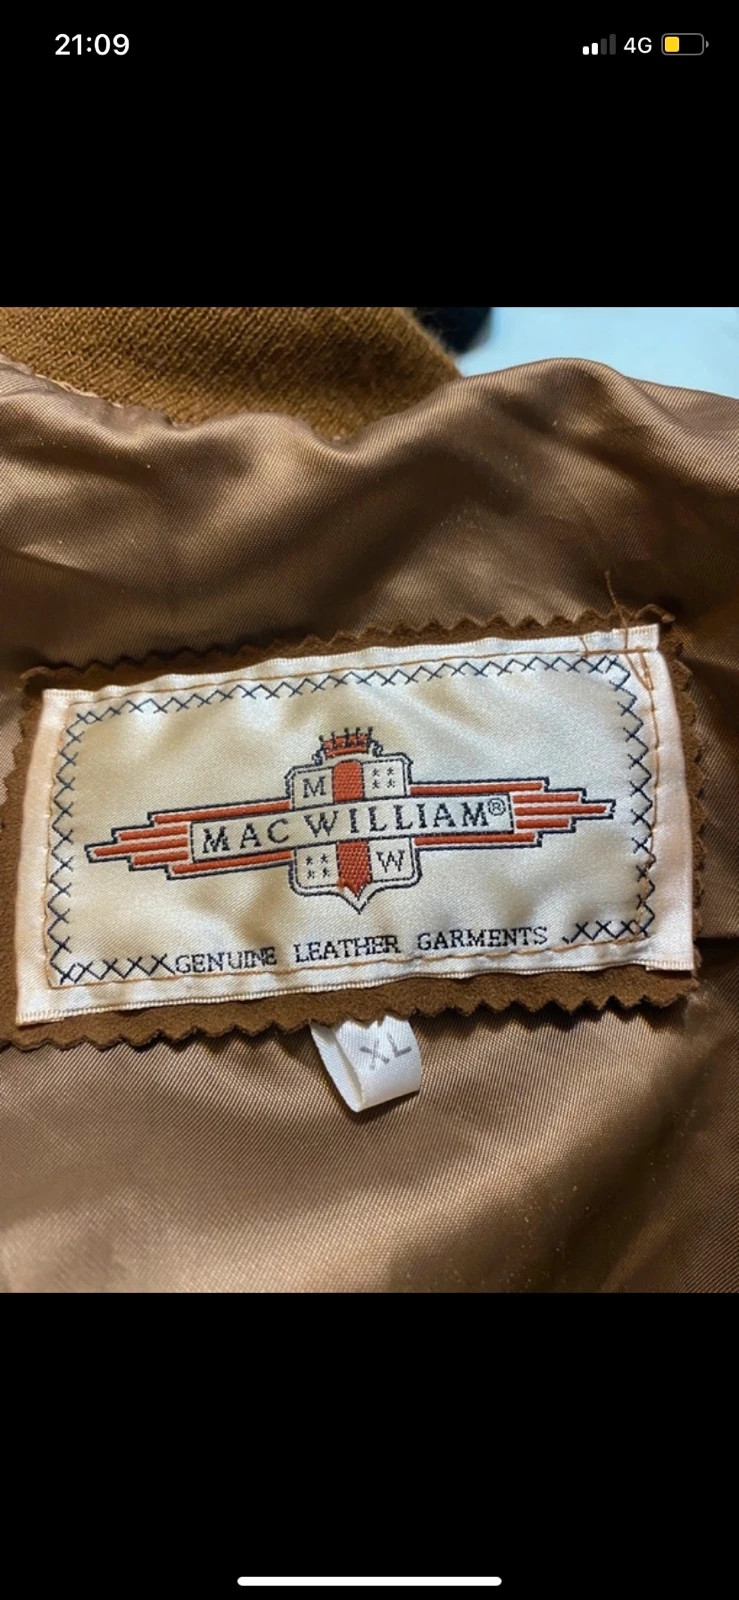 21:09 4G
M
MAC WILLIAM®
W
GENUINE LEATHER GARMENTS
XL